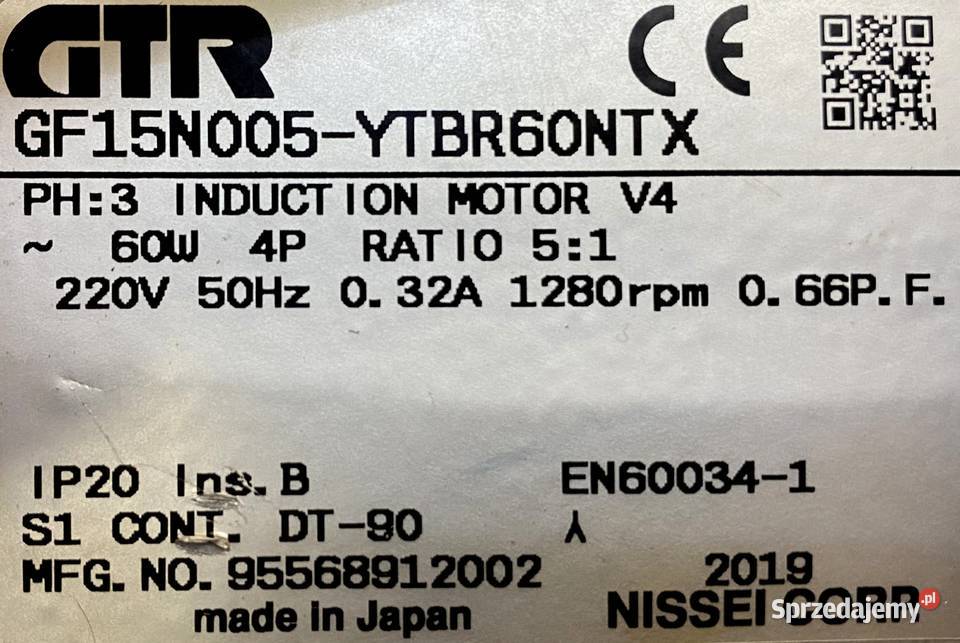 GTR CE
GF15N005-YTBR60NTX
PH:3 INDUCTION MOTOR V4
~ 60W 4P RATIO 5:1
220V 50Hz 0.32A 1280rpm 0.66P.F.
IP20 Ins.B EN60034-1
S1 CONT. DT-90 人
MFG.NO.95568912002 2019
made in Japan NISSEI CORP.
Sprzedajemy.pl